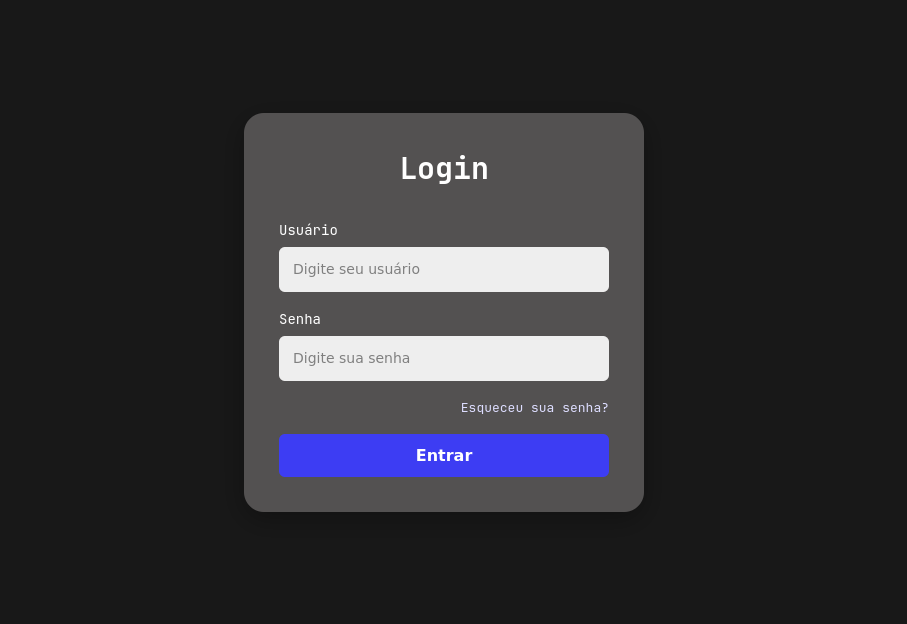 Login
Usuário
Digite seu usuário
Senha
Digite sua senha
Esqueceu sua senha?
Entrar